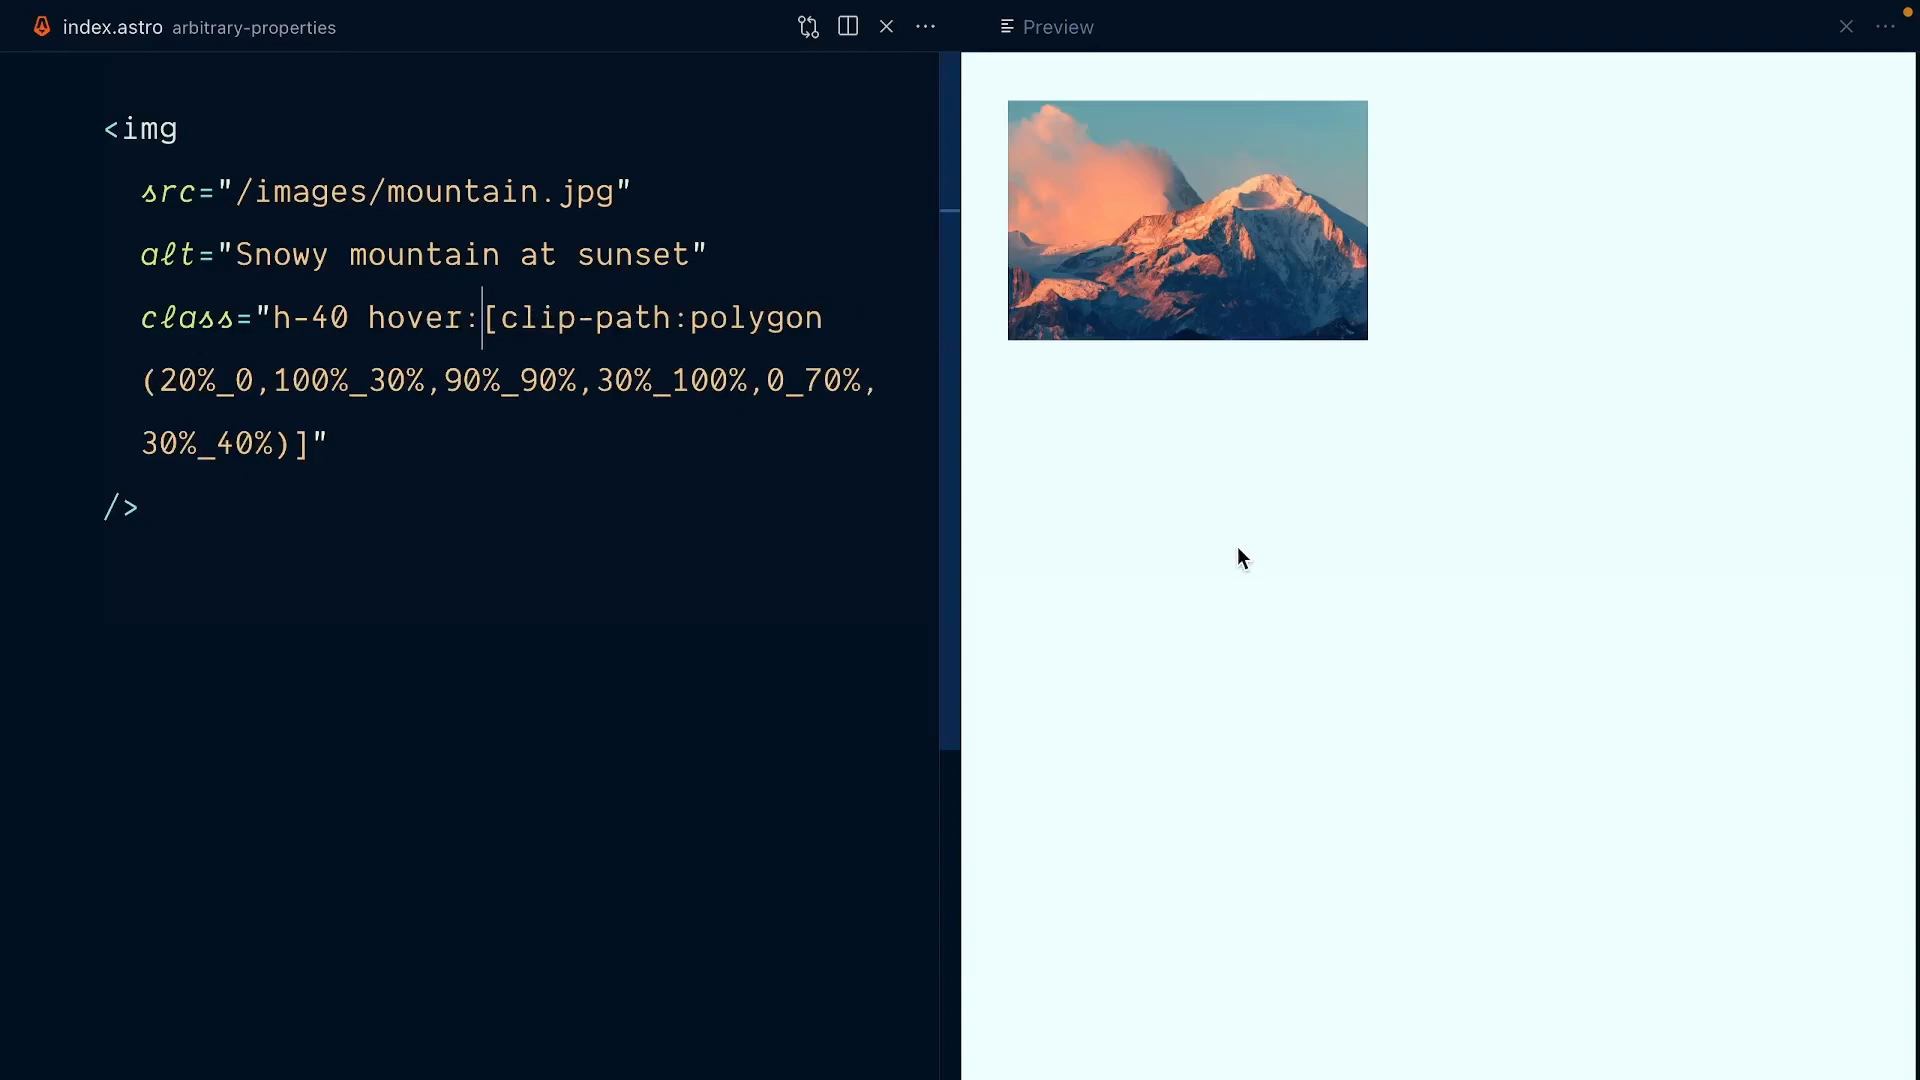 index.astro arbitrary-properties
Preview
<img
src="/images/mountain.jpg"
alt="Snowy mountain at sunset"
class="h-40 hover:[clip-path:polygon
(20%_0,100%_30%,90%_90%,30%_100%,0_70%,
30%_40%)]"
/>